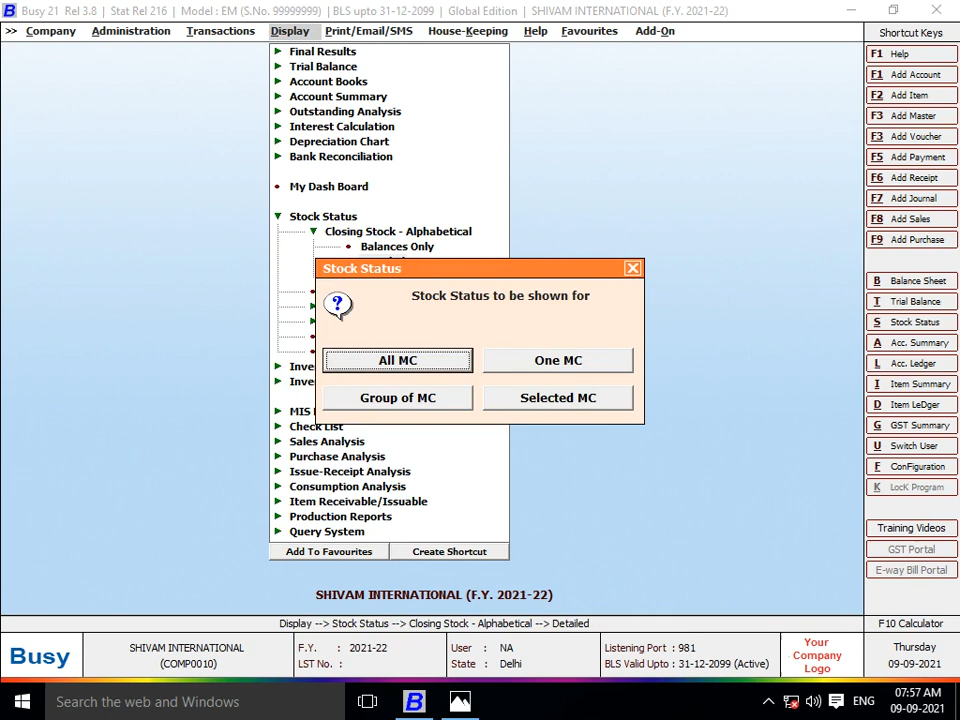 Busy 21 Rel 3.8 | Stat Rel 216 | Model : EM (S.No. 99999999) | BLS upto 31-12-2099 | Global Edition | SHIVAM INTERNATIONAL (F.Y. 2021-22)
>> Company Administration Transactions Display Print/Email/SMS House-Keeping Help Favourites Add-On
Shortcut Keys
F1 Help
F1 Add Account
F2 Add Item
F3 Add Master
F3 Add Voucher
F5 Add Payment
F6 Add Receipt
F7 Add Journal
F8 Add Sales
F9 Add Purchase
B Balance Sheet
T Trial Balance
S Stock Status
A Acc. Summary
L Acc. Ledger
I Item Summary
D Item LeDger
G GST Summary
U Switch User
F ConFiguration
K LocK Program
Training Videos
GST Portal
E-way Bill Portal
Final Results
Trial Balance
Account Books
Account Summary
Outstanding Analysis
Interest Calculation
Depreciation Chart
Bank Reconciliation
My Dash Board
Stock Status
Closing Stock - Alphabetical
Balances Only
Stock Status
Stock Status to be shown for
All MC
One MC
Group of MC
Selected MC
Inve
Inve
MIS
Check List
Sales Analysis
Purchase Analysis
Issue-Receipt Analysis
Consumption Analysis
Item Receivable/Issuable
Production Reports
Query System
Add To Favourites
Create Shortcut
SHIVAM INTERNATIONAL (F.Y. 2021-22)
Display --> Stock Status --> Closing Stock - Alphabetical --> Detailed
F10 Calculator
Busy
SHIVAM INTERNATIONAL
(COMP0010)
F.Y. : 2021-22
LST No. :
User : NA
State : Delhi
Listening Port : 981
BLS Valid Upto : 31-12-2099 (Active)
Your
Company
Logo
Thursday
09-09-2021
Search the web and Windows
B
ENG
07:57 AM
09-09-2021